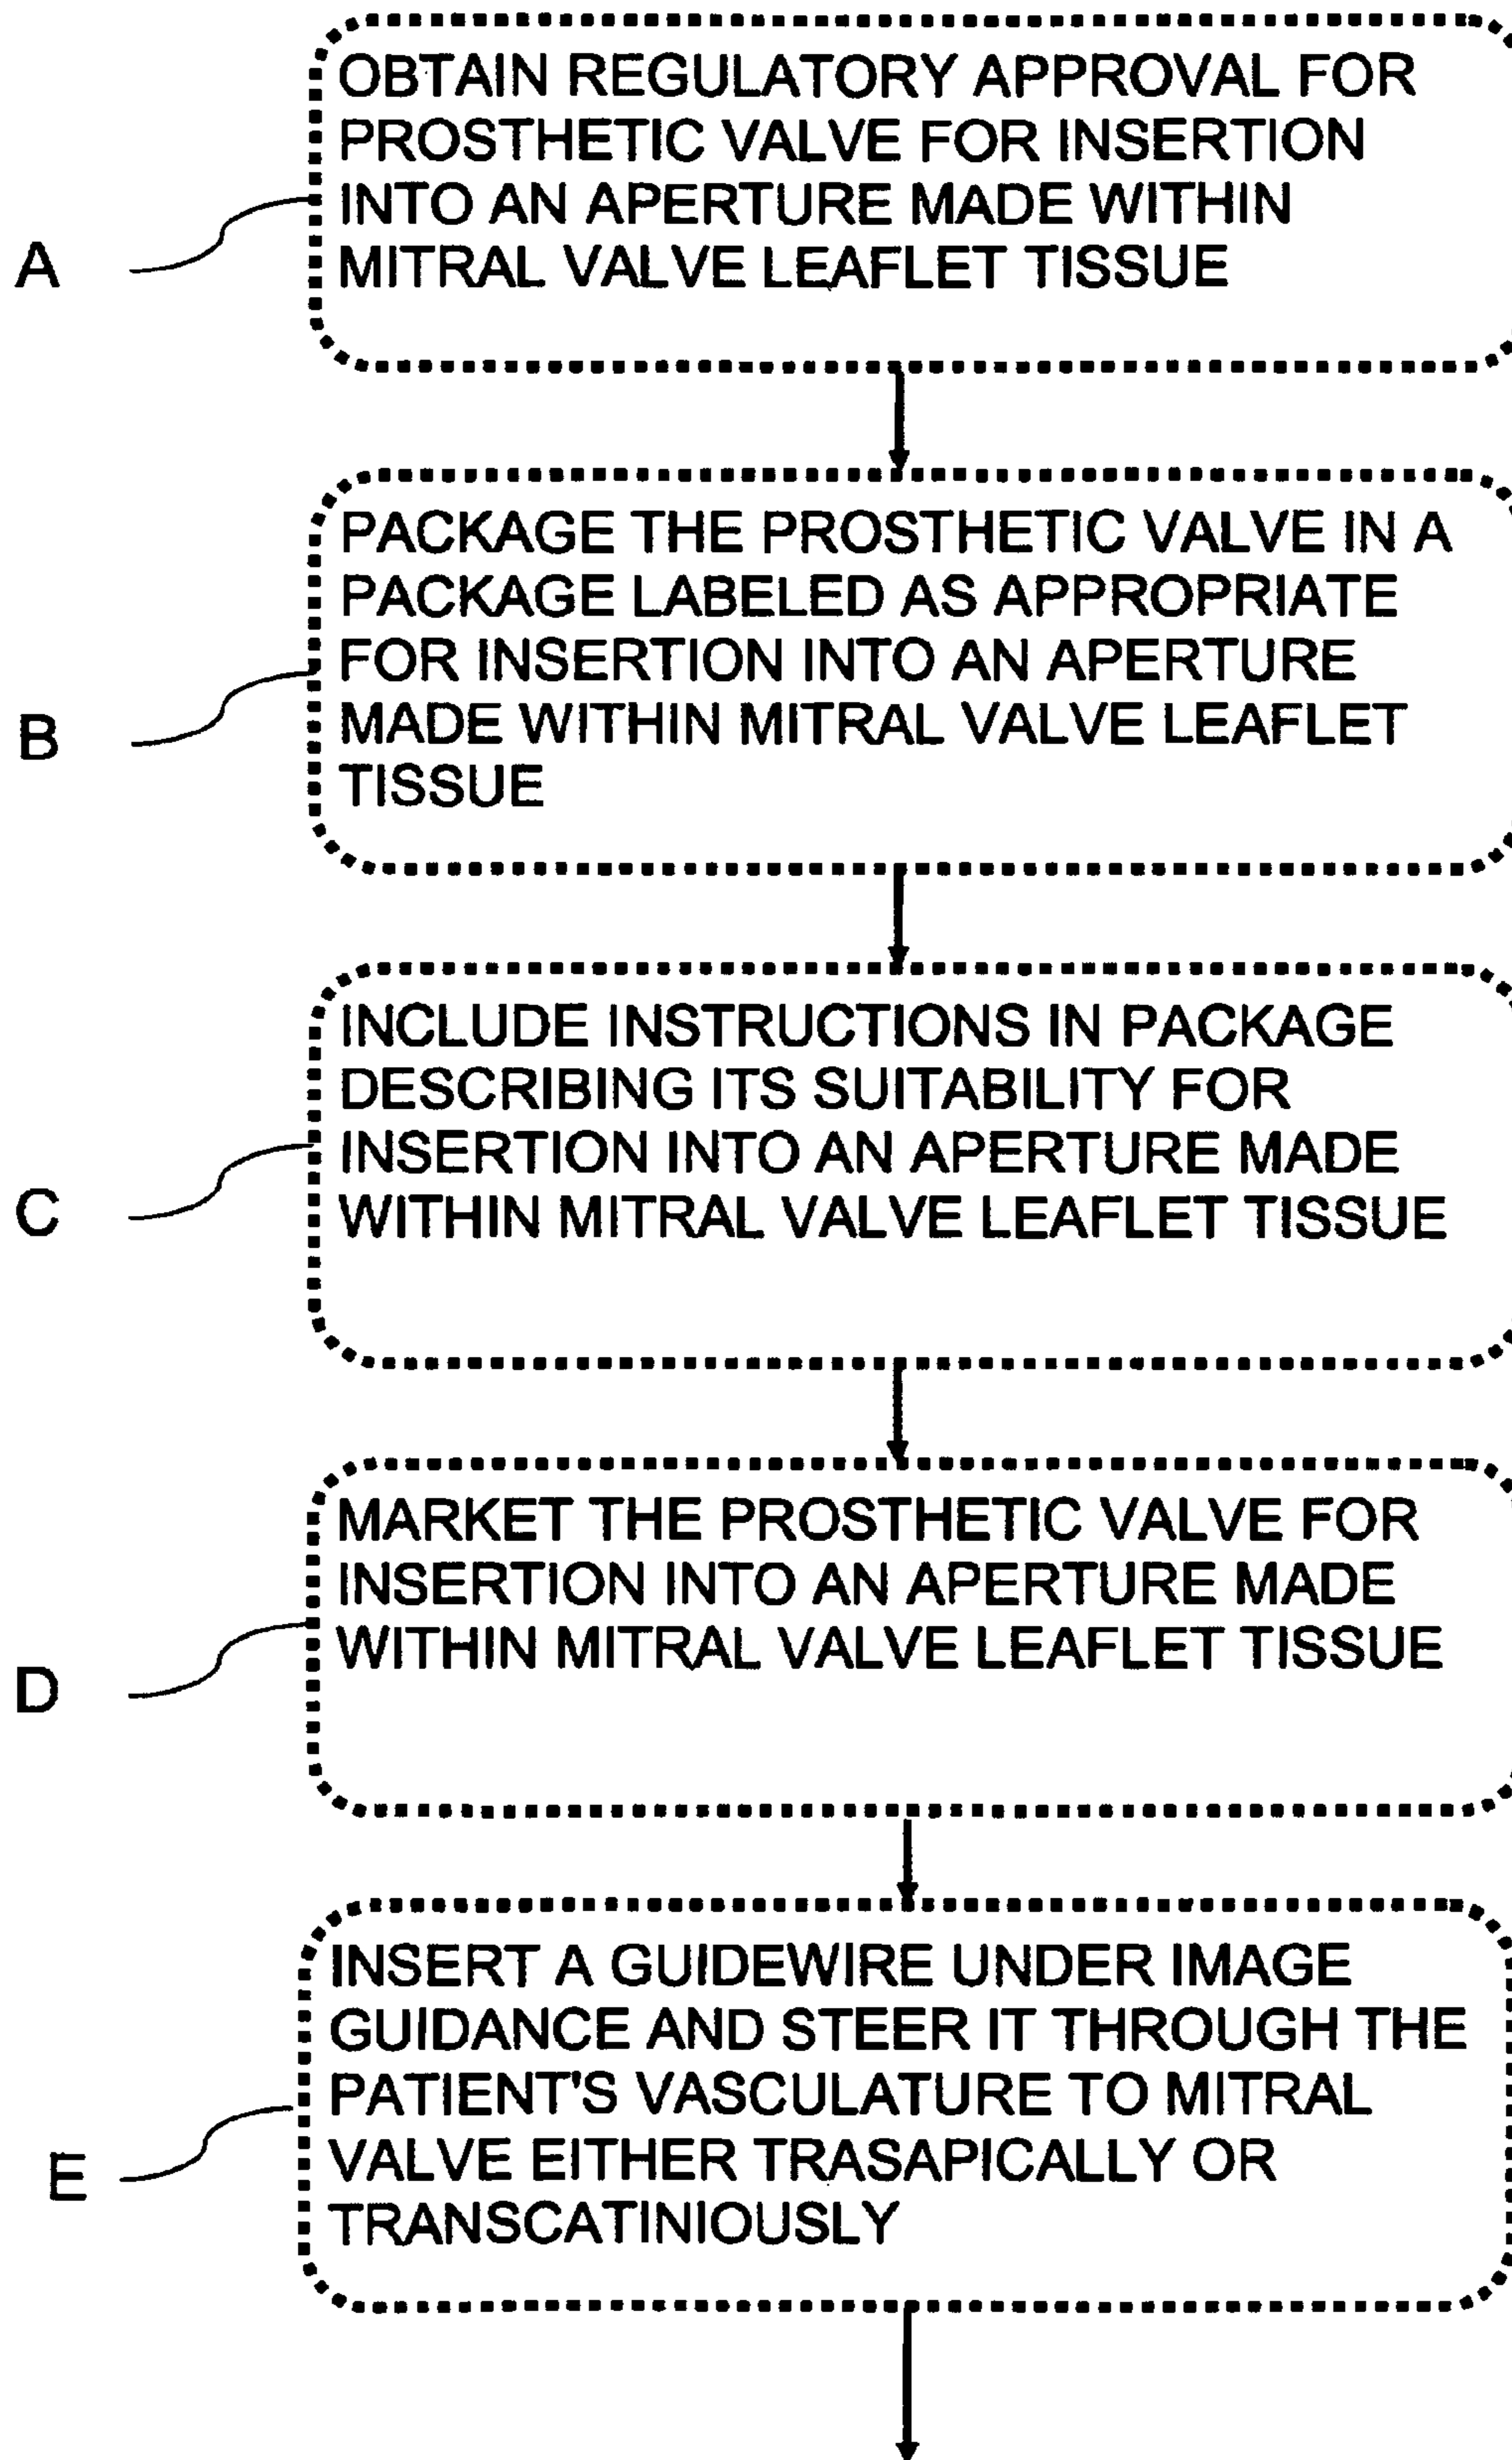 OBTAIN REGULATORY APPROVAL FOR
PROSTHETIC VALVE FOR INSERTION
INTO AN APERTURE MADE WITHIN
MITRAL VALVE LEAFLET TISSUE
A
PACKAGE THE PROSTHETIC VALVE IN A
PACKAGE LABELED AS APPROPRIATE
FOR INSERTION INTO AN APERTURE
MADE WITHIN MITRAL VALVE LEAFLET
TISSUE
B
INCLUDE INSTRUCTIONS IN PACKAGE
DESCRIBING ITS SUITABILITY FOR
INSERTION INTO AN APERTURE MADE
WITHIN MITRAL VALVE LEAFLET TISSUE
C
MARKET THE PROSTHETIC VALVE FOR
INSERTION INTO AN APERTURE MADE
WITHIN MITRAL VALVE LEAFLET TISSUE
D
INSERT A GUIDEWIRE UNDER IMAGE
GUIDANCE AND STEER IT THROUGH THE
PATIENT'S VASCULATURE TO MITRAL
VALVE EITHER TRASAPICALLY OR
TRANSCATINIOUSLY
E